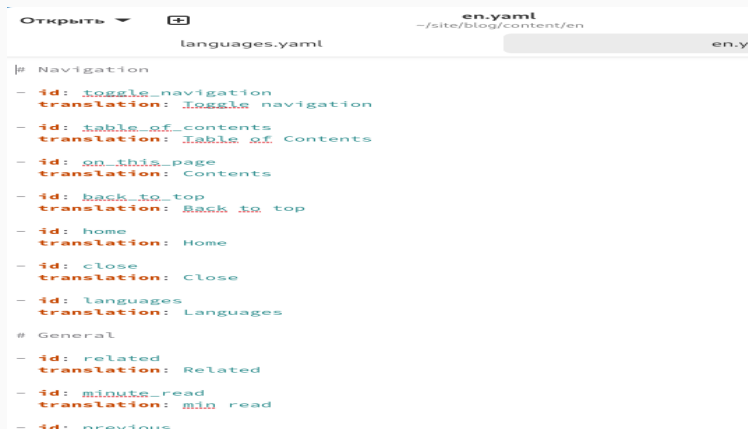 Открыть
en.yaml
~/site/blog/content/en
languages.yaml
en.y
# Navigation
- id: toggle_navigation
translation: Toggle navigation
- id: table_of_contents
translation: Table of Contents
- id: on_this_page
translation: Contents
- id: back_to_top
translation: Back to top
- id: home
translation: Home
- id: close
translation: Close
- id: languages
translation: Languages
# General
- id: related
translation: Related
- id: minute_read
translation: min read
- id: previous